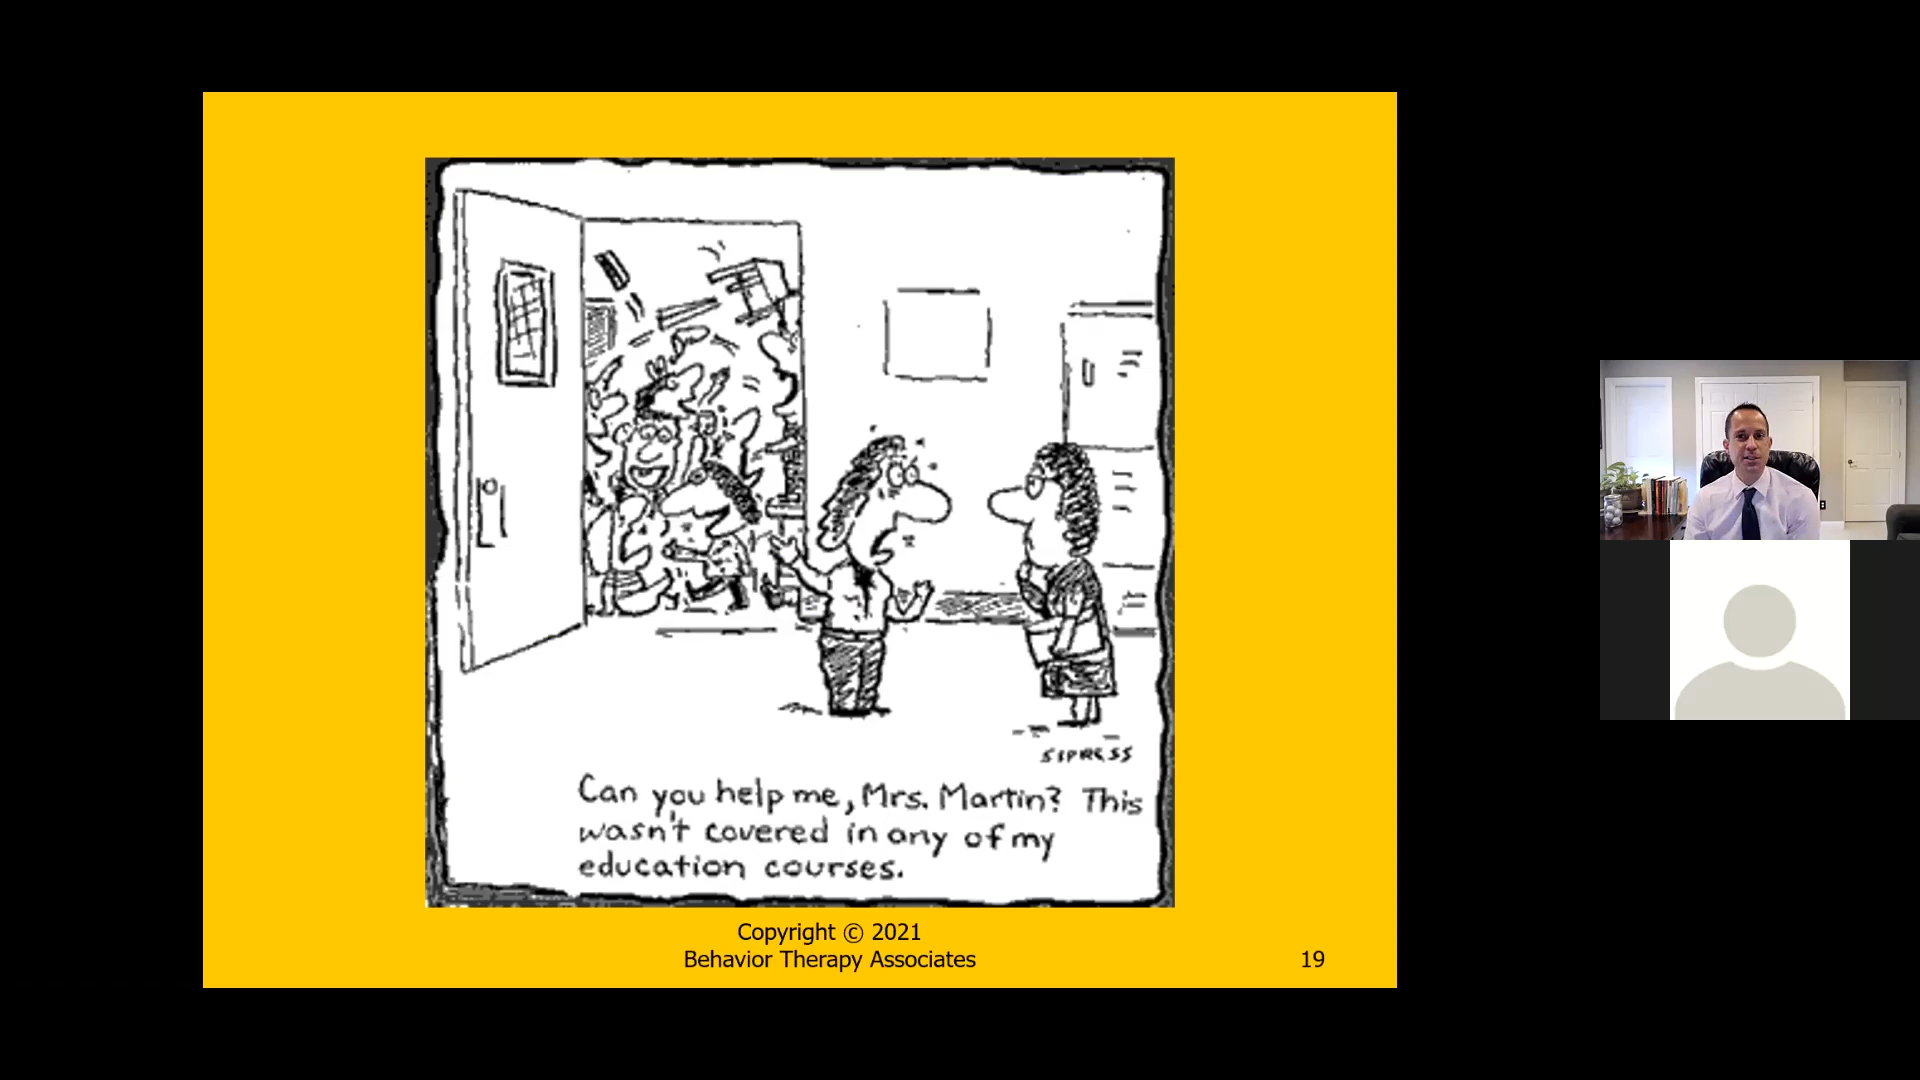 SIPRESS
Can you help me, Mrs. Martin? This
wasn't covered in any of my
education courses.
Copyright © 2021
Behavior Therapy Associates
19